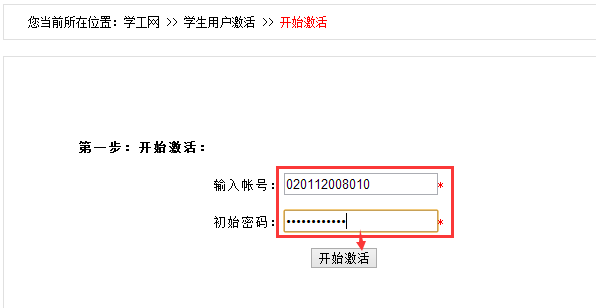 您当前所在位置：学工网 >> 学生用户激活 >> 开始激活
第一步：开始激活：
输入帐号：020112008010*
初始密码：••••••••••••*
开始激活